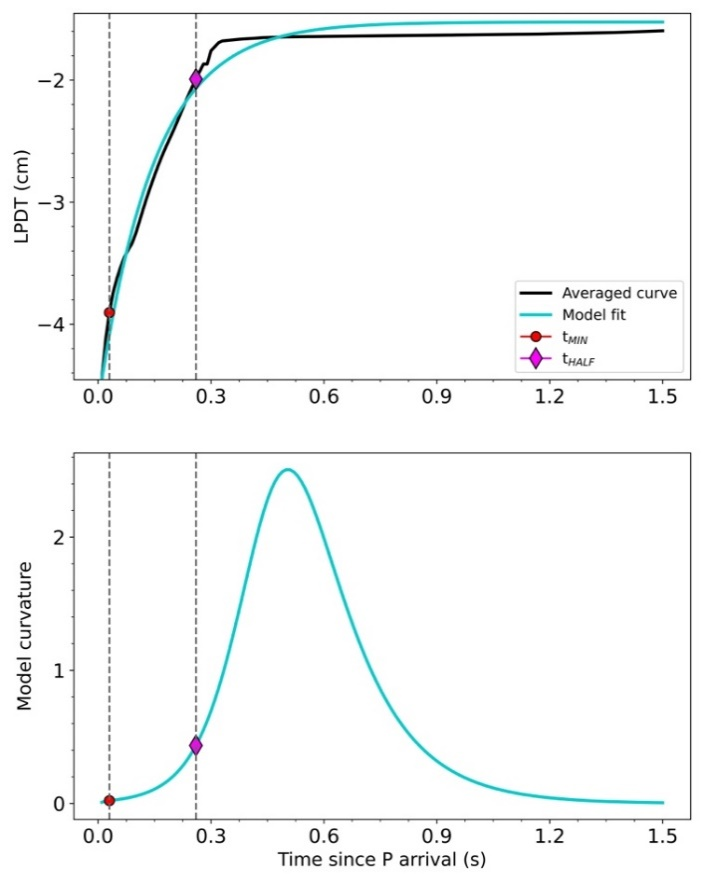 −2
−3
−4
LPDT (cm)
Averaged curve
Model fit
t_MIN
t_HALF
0.0 0.3 0.6 0.9 1.2 1.5
2
1
0
Model curvature
0.0 0.3 0.6 0.9 1.2 1.5
Time since P arrival (s)